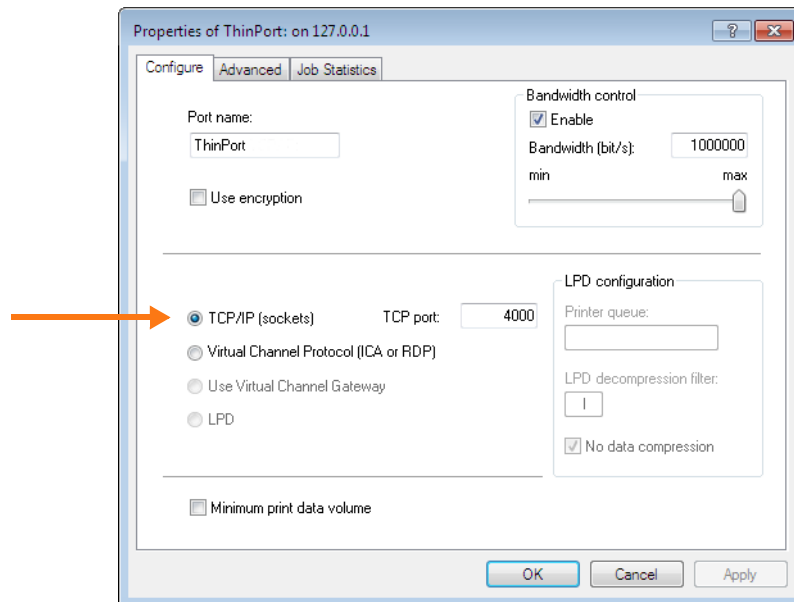 Properties of ThinPort: on 127.0.0.1
Configure Advanced Job Statistics
Port name:
ThinPort
Use encryption
Bandwidth control
Enable
Bandwidth (bit/s): 1000000
min max
TCP/IP (sockets) TCP port: 4000
Virtual Channel Protocol (ICA or RDP)
Use Virtual Channel Gateway
LPD
LPD configuration
Printer queue:
LPD decompression filter:
l
No data compression
Minimum print data volume
OK Cancel Apply